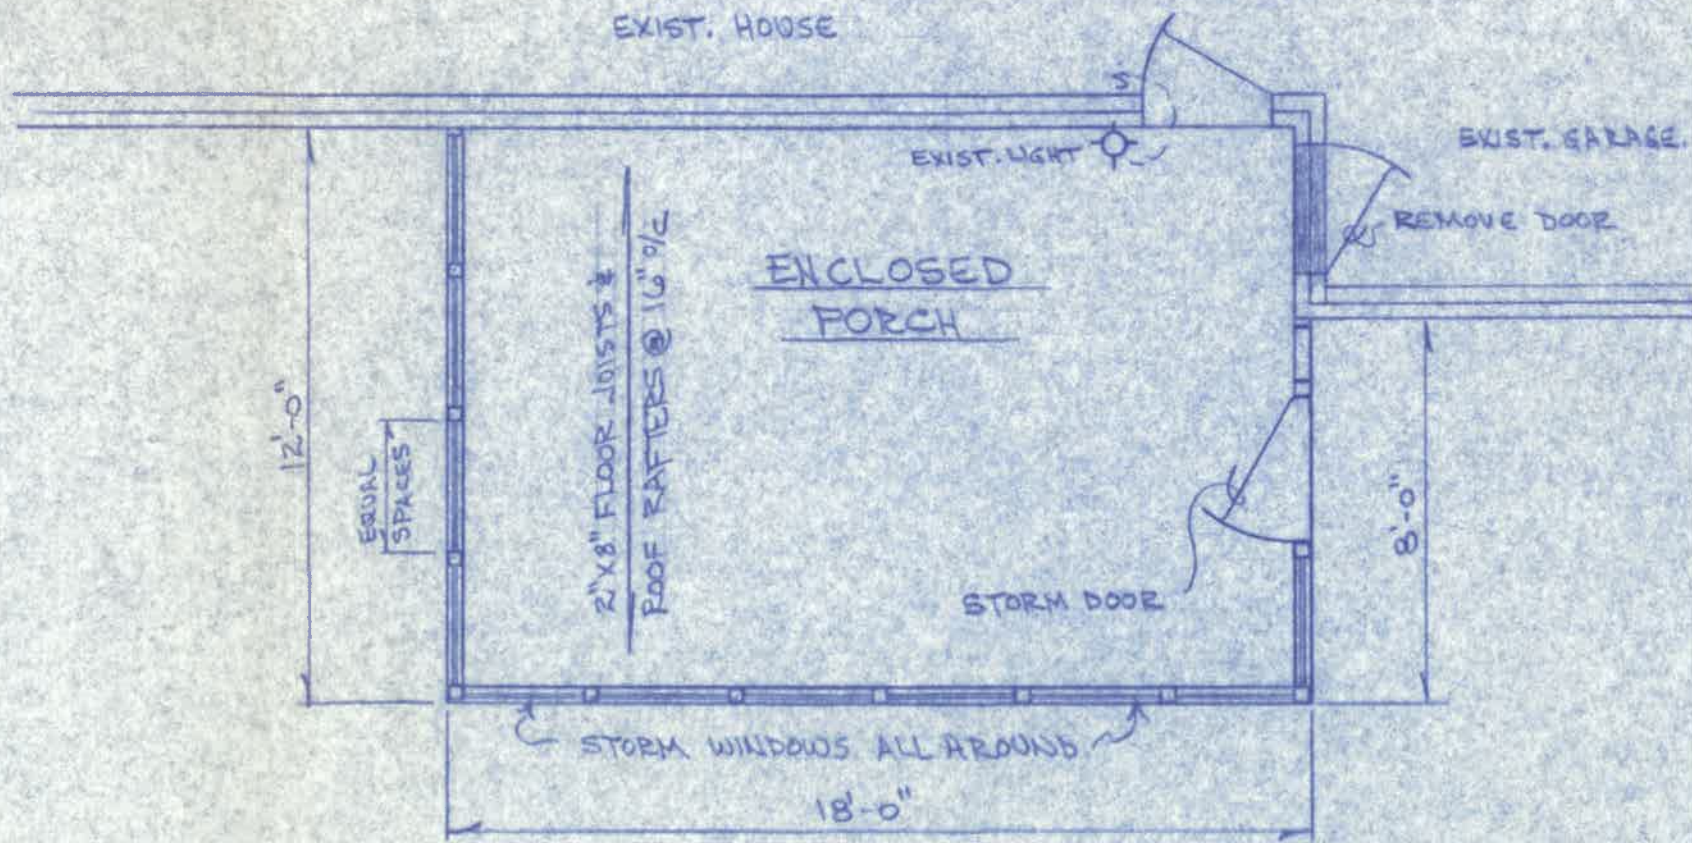 EXIST. HOUSE
S
EXIST. LIGHT
EXIST. GARAGE.
REMOVE DOOR
ENCLOSED
PORCH
2"X8" FLOOR JOISTS &
ROOF RAFTERS @ 16" O/C
12'-0"
EQUAL
SPACES
8'-0"
STORM DOOR
STORM WINDOWS ALL AROUND
18'-0"